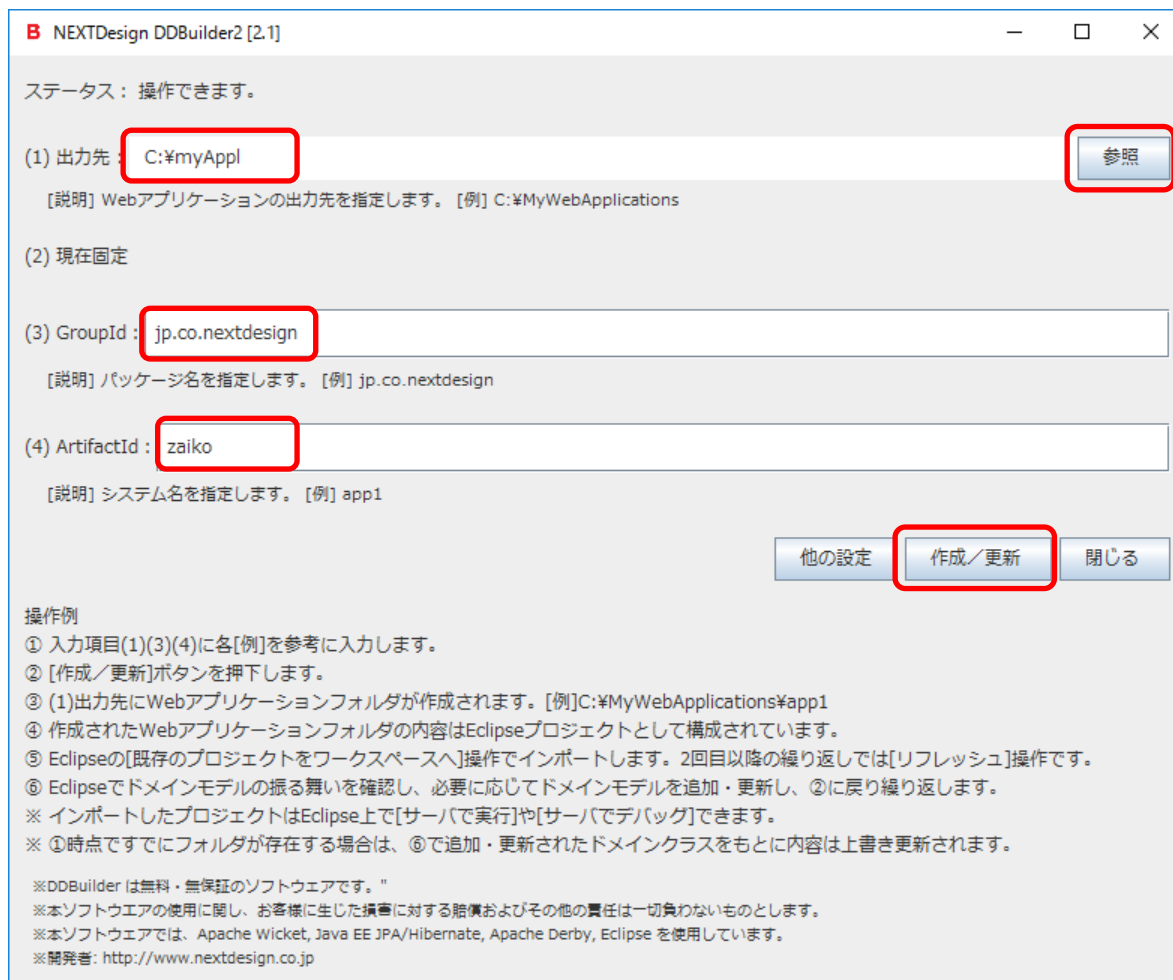 B NEXTDesign DDBuilder2 [2.1]
ステータス： 操作できます。
(1) 出力先： C:¥myAppl 参照
[説明] Webアプリケーションの出力先を指定します。 [例] C:¥MyWebApplications
(2) 現在固定
(3) GroupId : jp.co.nextdesign
[説明] パッケージ名を指定します。 [例] jp.co.nextdesign
(4) ArtifactId : zaiko
[説明] システム名を指定します。 [例] app1
他の設定 作成／更新 閉じる
操作例
① 入力項目(1)(3)(4)に各[例]を参考に入力します。
② [作成／更新]ボタンを押下します。
③ (1)出力先にWebアプリケーションフォルダが作成されます。[例]C:¥MyWebApplications¥app1
④ 作成されたWebアプリケーションフォルダの内容はEclipseプロジェクトとして構成されています。
⑤ Eclipseの[既存のプロジェクトをワークスペースへ]操作でインポートします。2回目以降の繰り返しでは[リフレッシュ]操作です。
⑥ Eclipseでドメインモデルの振る舞いを確認し、必要に応じてドメインモデルを追加・更新し、②に戻り繰り返します。
※ インポートしたプロジェクトはEclipse上で[サーバで実行]や[サーバでデバッグ]できます。
※ ①時点ですでにフォルダが存在する場合は、⑥で追加・更新されたドメインクラスをもとに内容は上書き更新されます。
※DDBuilder は無料・無保証のソフトウェアです。"
※本ソフトウエアの使用に関し、お客様に生じた損害に対する賠償およびその他の責任は一切負わないものとします。
※本ソフトウェアでは、Apache Wicket, Java EE JPA/Hibernate, Apache Derby, Eclipse を使用しています。
※開発者: http://www.nextdesign.co.jp